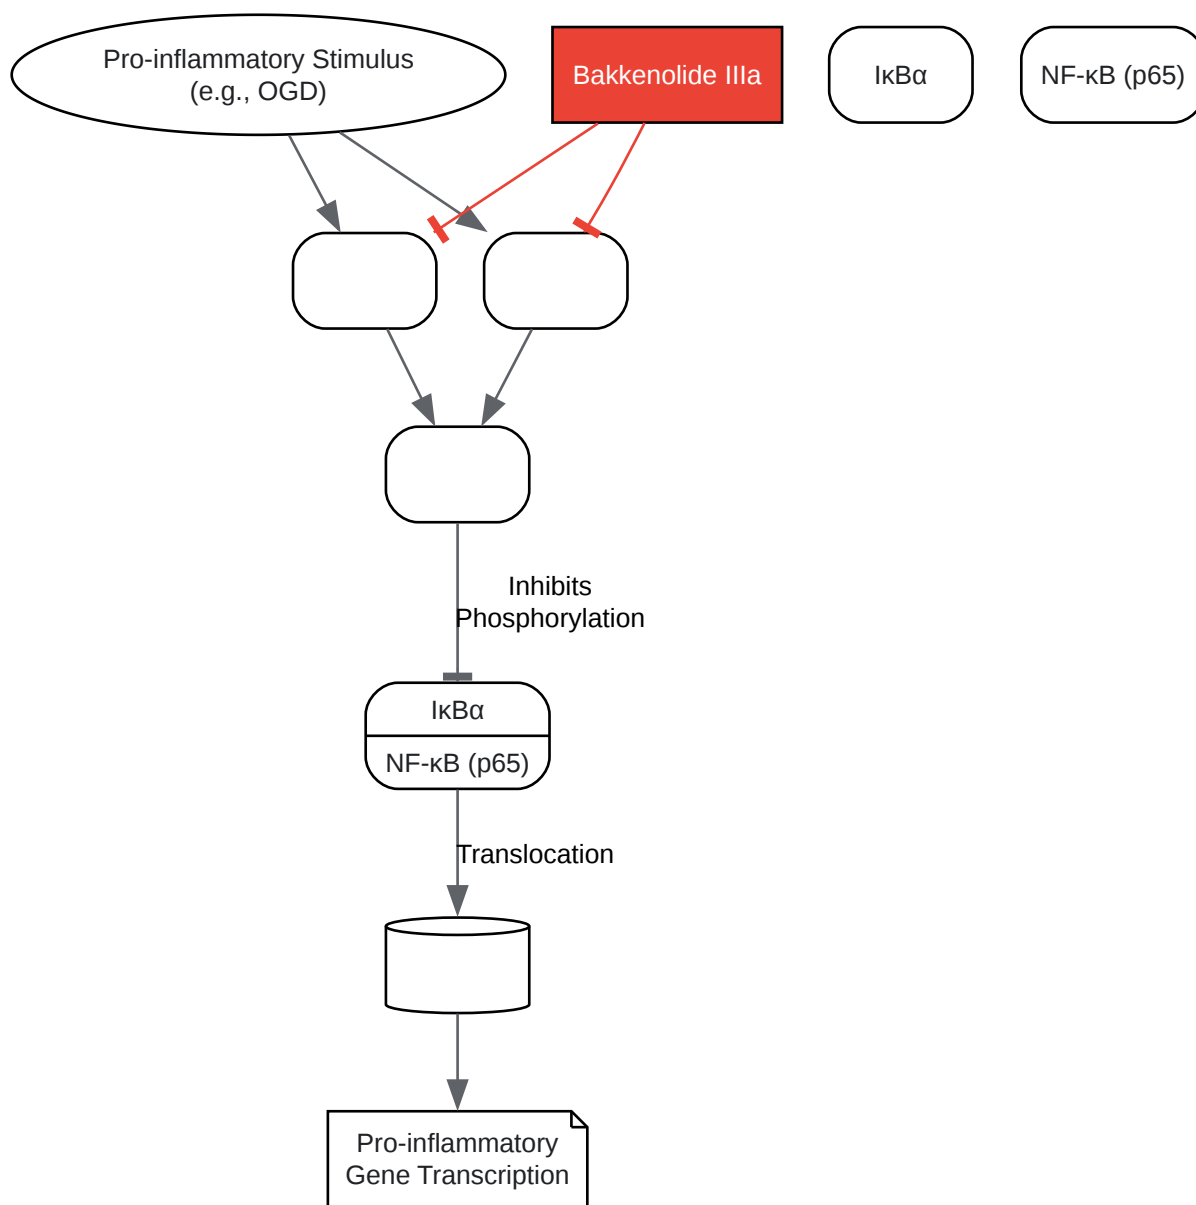 Pro-inflammatory Stimulus
(e.g., OGD)
Bakkenolide IIIa
IκBα
NF-κB (p65)
Inhibits
Phosphorylation
IκBα
NF-κB (p65)
Translocation
Pro-inflammatory
Gene Transcription